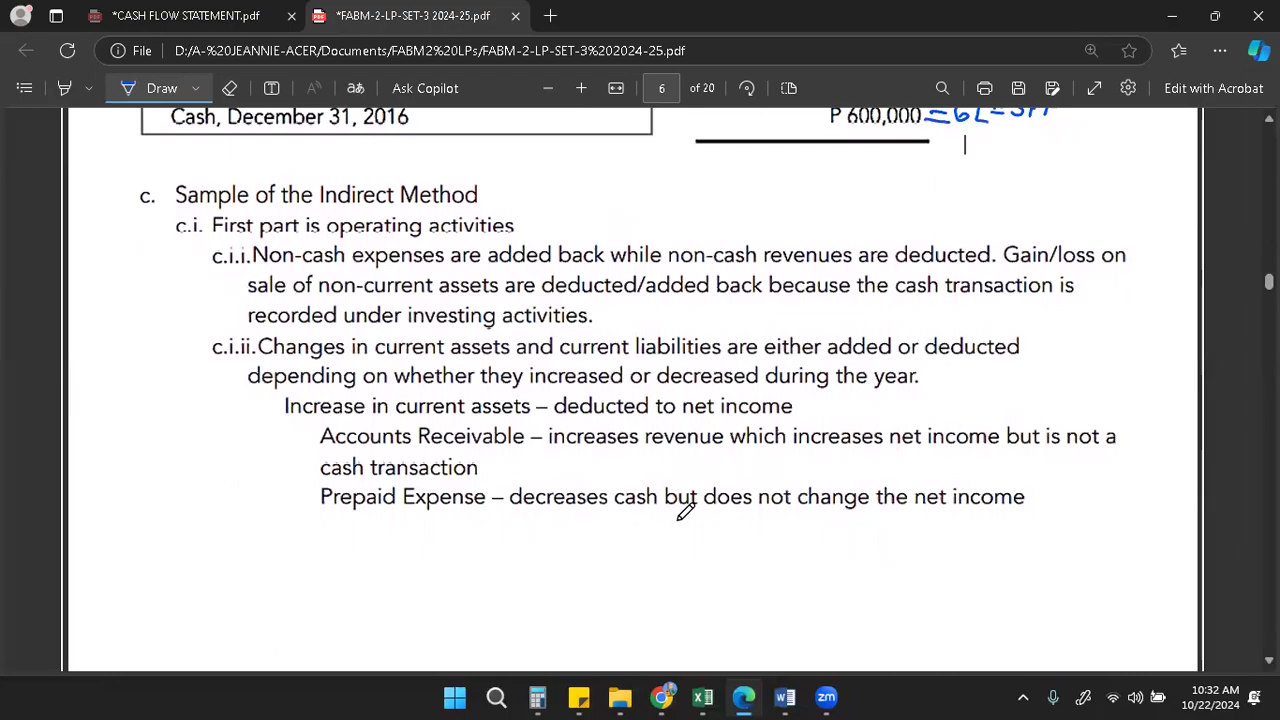 *CASH FLOW STATEMENT.pdf
*FABM-2-LP-SET-3 2024-25.pdf
File
D:/A-%20JEANNIE-ACER/Documents/FABM2%20LPs/FABM-2-LP-SET-3%202024-25.pdf
Draw
Ask Copilot
6 of 20
Edit with Acrobat
Cash, December 31, 2016
P 600,000
c. Sample of the Indirect Method
c.i. First part is operating activities
c.i.i.Non-cash expenses are added back while non-cash revenues are deducted. Gain/loss on
sale of non-current assets are deducted/added back because the cash transaction is
recorded under investing activities.
c.i.ii.Changes in current assets and current liabilities are either added or deducted
depending on whether they increased or decreased during the year.
Increase in current assets – deducted to net income
Accounts Receivable – increases revenue which increases net income but is not a
cash transaction
Prepaid Expense – decreases cash but does not change the net income
10:32 AM
10/22/2024